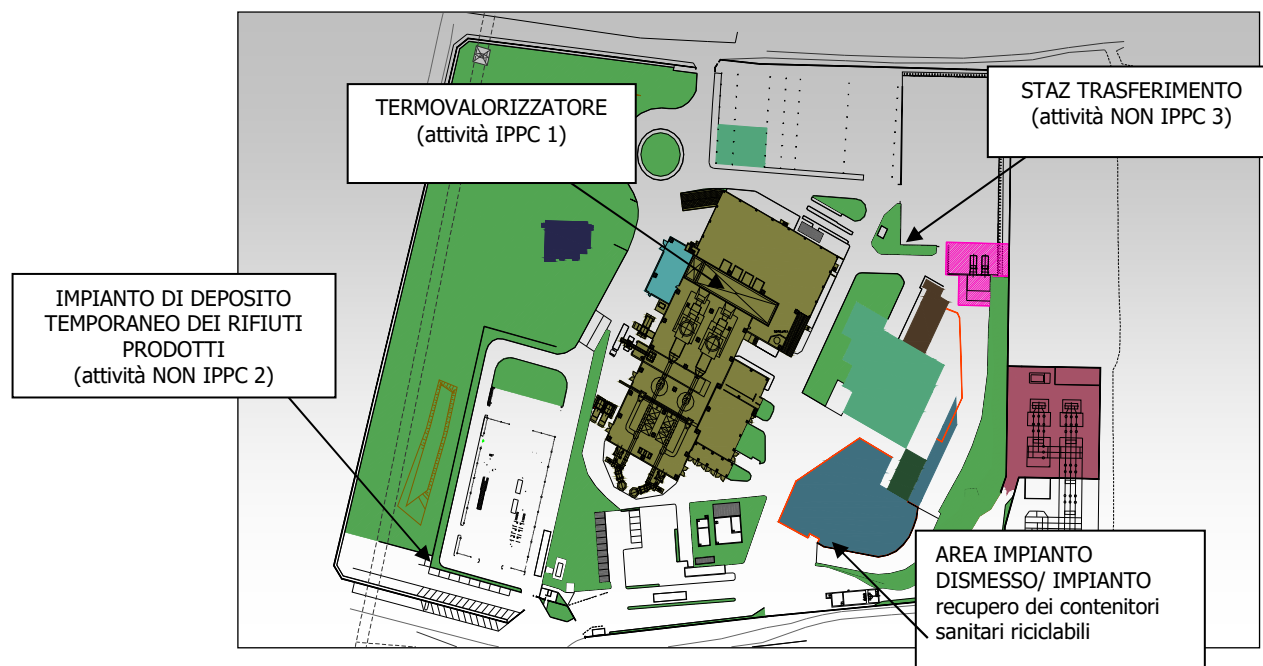 TERMOVALORIZZATORE
(attività IPPC 1)
STAZ TRASFERIMENTO
(attività NON IPPC 3)
IMPIANTO DI DEPOSITO
TEMPORANEO DEI RIFIUTI
PRODOTTI
(attività NON IPPC 2)
AREA IMPIANTO
DISMESSO/ IMPIANTO
recupero dei contenitori
sanitari riciclabili